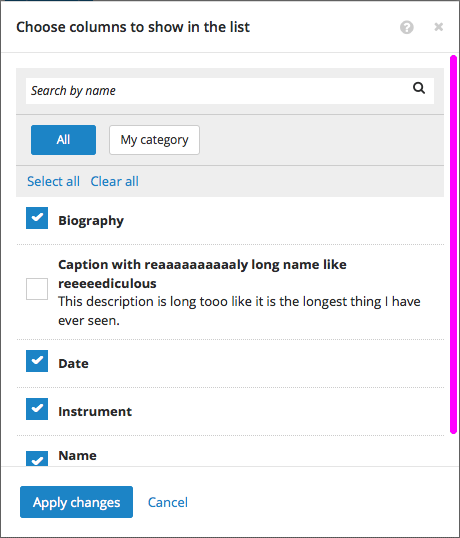 Choose columns to show in the list
Search by name
All
My category
Select all
Clear all
Biography
Caption with reaaaaaaaaaaly long name like
reeeeediculous
This description is long tooo like it is the longest thing I have
ever seen.
Date
Instrument
Name
Apply changes
Cancel